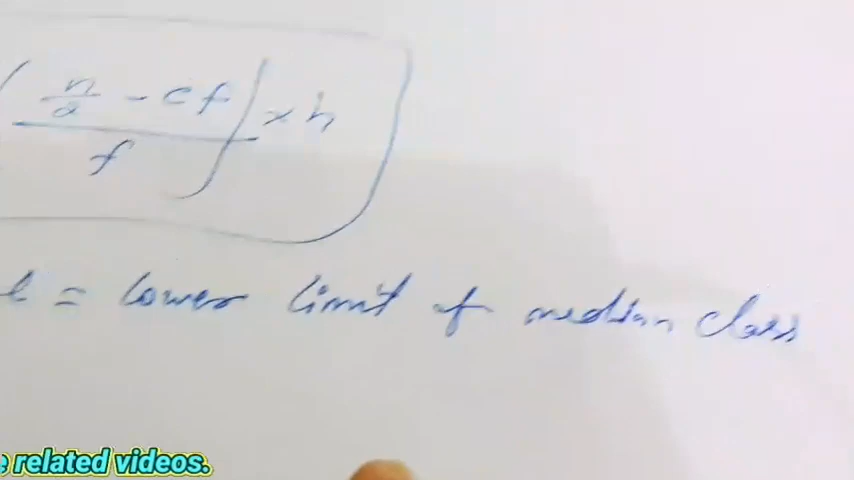 ( n/2 - cf / f ) × h
l = lower limit of median class
related videos.